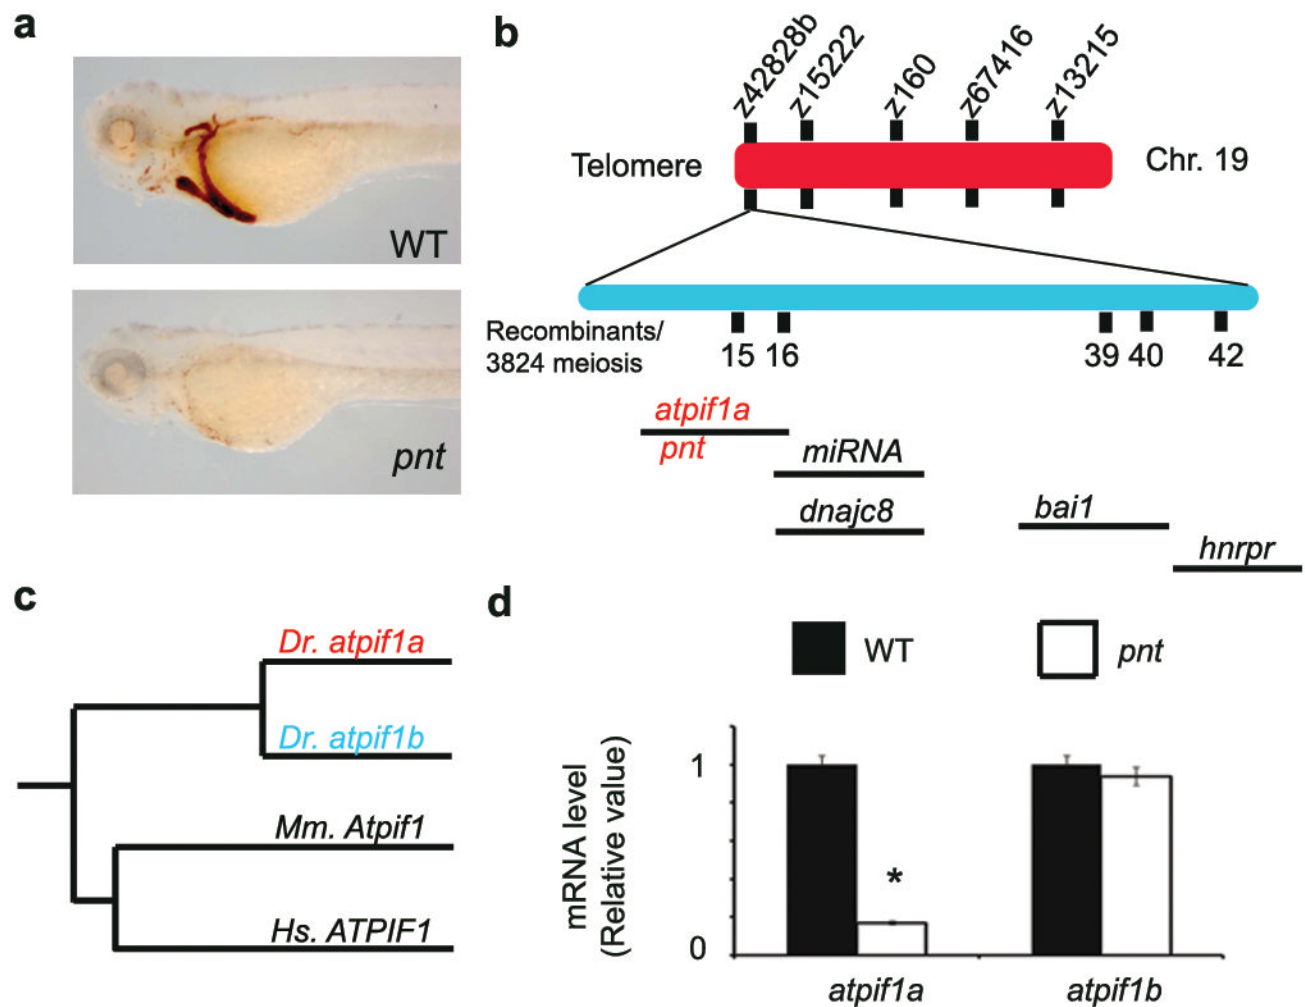 a
WT
pnt
b
z42828b
z15222
z160
z67416
z13215
Telomere
Chr. 19
Recombinants/
3824 meiosis
15 16 39 40 42
atpif1a
pnt
miRNA
dnajc8
bai1
hnrpr
c
Dr. atpif1a
Dr. atpif1b
Mm. Atpif1
Hs. ATPIF1
d
WT pnt
mRNA level
(Relative value)
1
*
0
atpif1a atpif1b